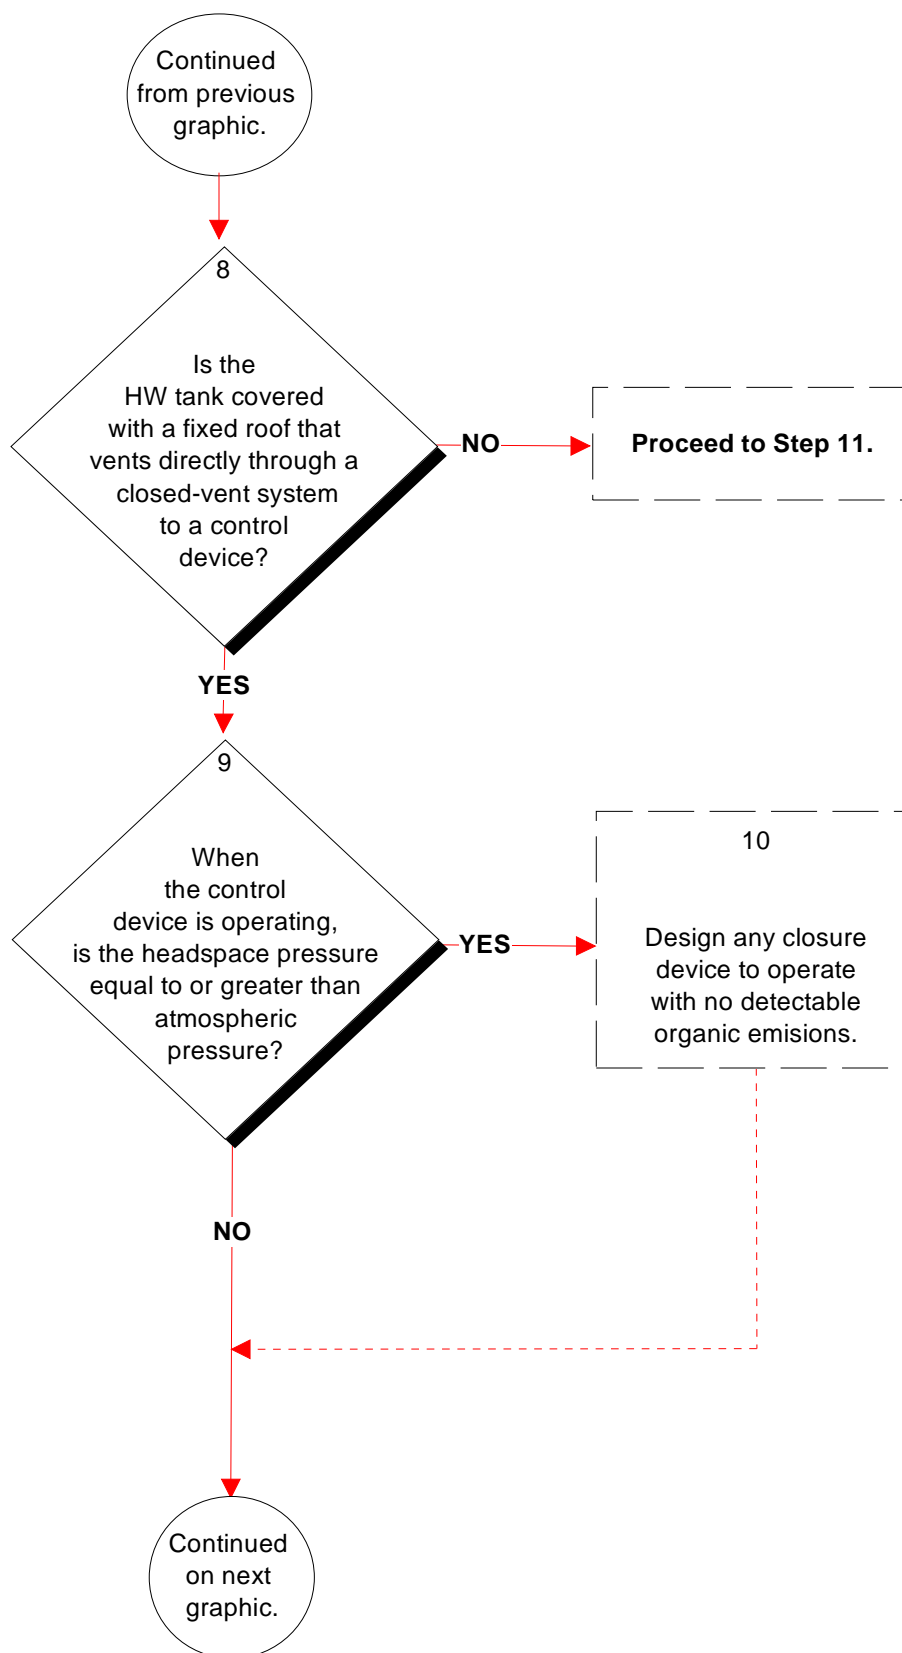 Continued
from previous
graphic.
8
Is the
HW tank covered
with a fixed roof that
vents directly through a
closed-vent system
to a control
device?
NO
Proceed to Step 11.
YES
9
When
the control
device is operating,
is the headspace pressure
equal to or greater than
atmospheric
pressure?
YES
10
Design any closure
device to operate
with no detectable
organic emisions.
NO
Continued
on next
graphic.